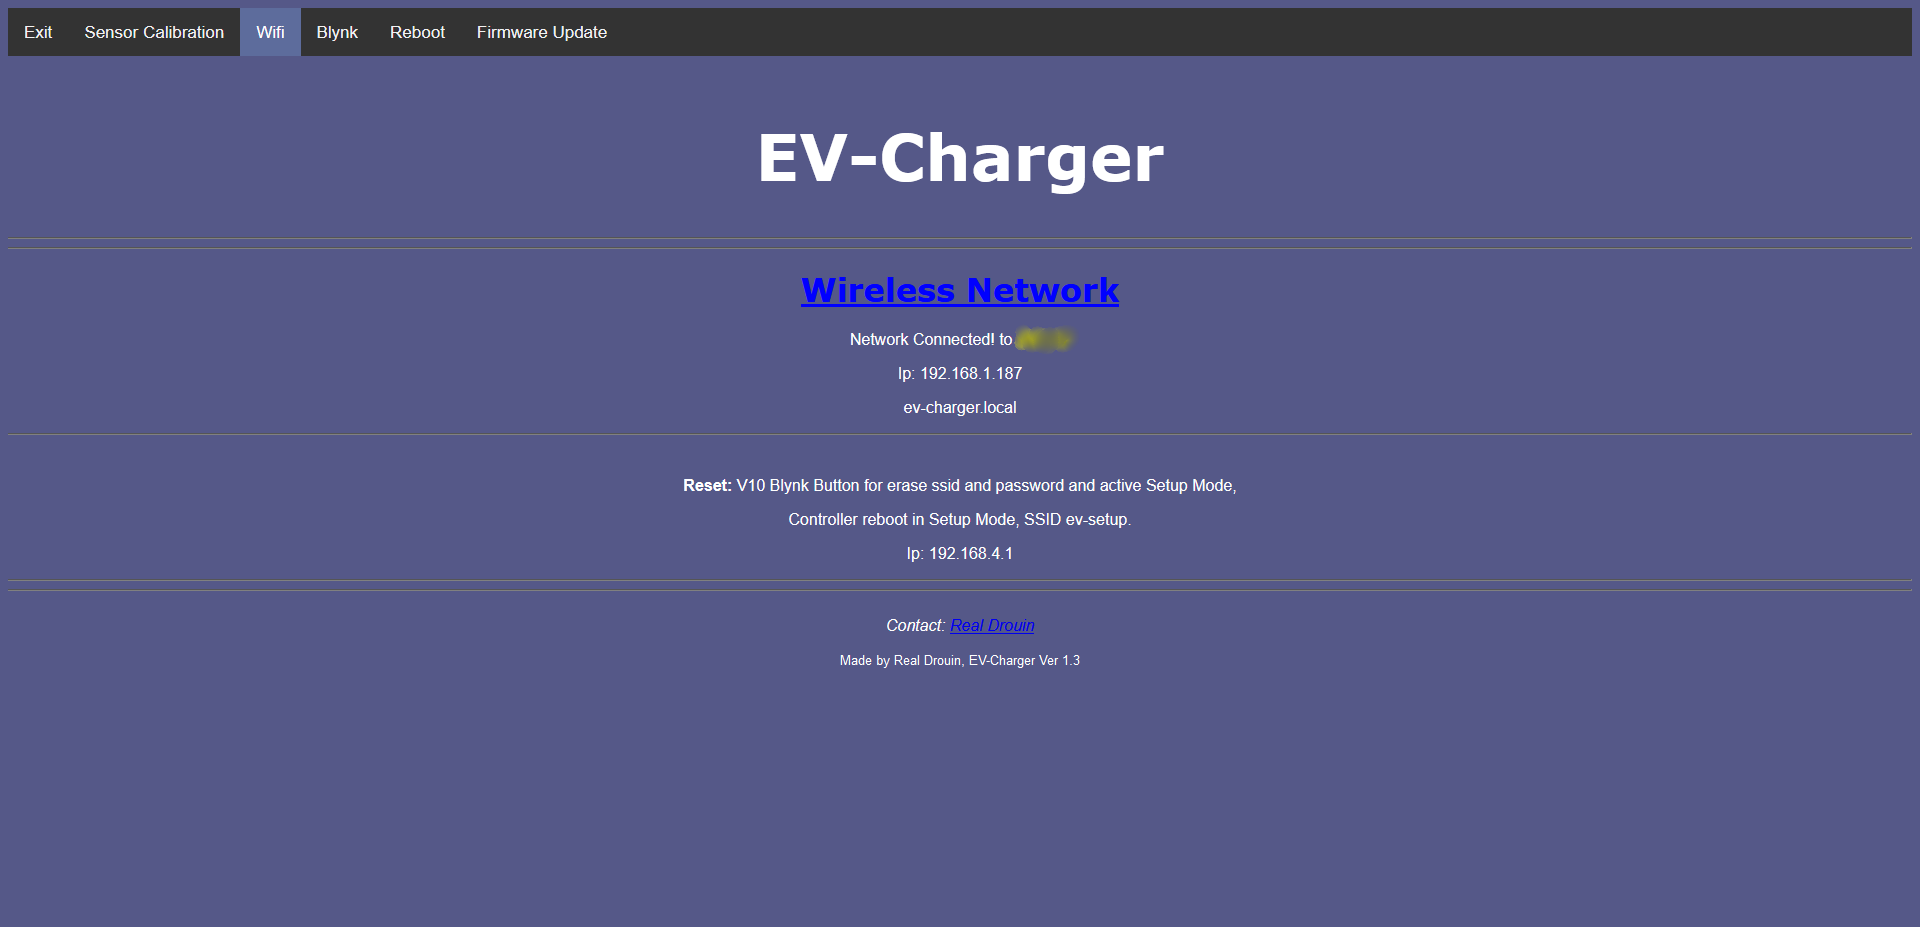 Exit Sensor Calibration Wifi Blynk Reboot Firmware Update
EV-Charger
Wireless Network
Network Connected! to
Ip: 192.168.1.187
ev-charger.local
Reset: V10 Blynk Button for erase ssid and password and active Setup Mode,
Controller reboot in Setup Mode, SSID ev-setup.
Ip: 192.168.4.1
Contact: Real Drouin
Made by Real Drouin, EV-Charger Ver 1.3